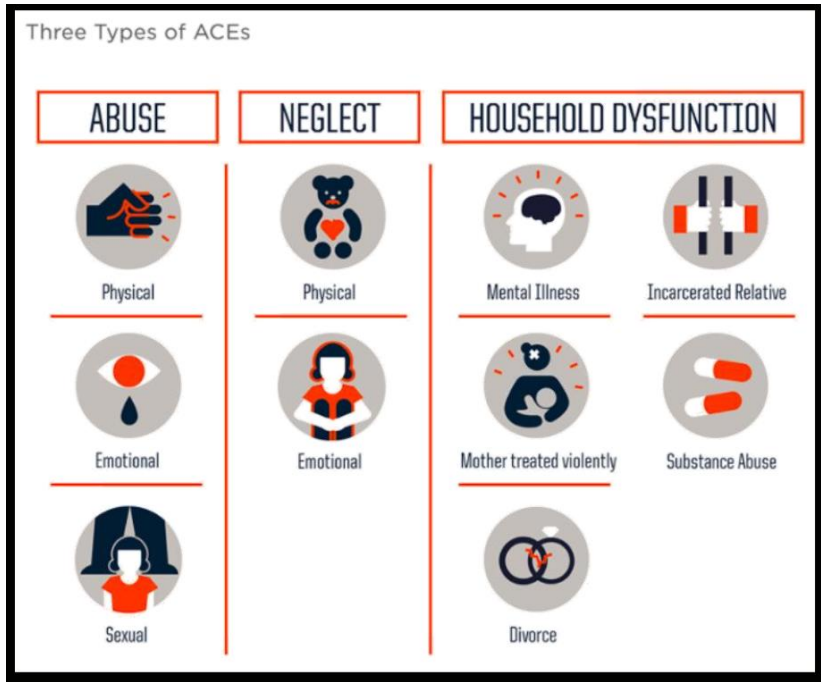 Three Types of ACEs
ABUSE
NEGLECT
HOUSEHOLD DYSFUNCTION
Physical
Physical
Mental Illness
Incarcerated Relative
Emotional
Emotional
Mother treated violently
Substance Abuse
Sexual
Divorce